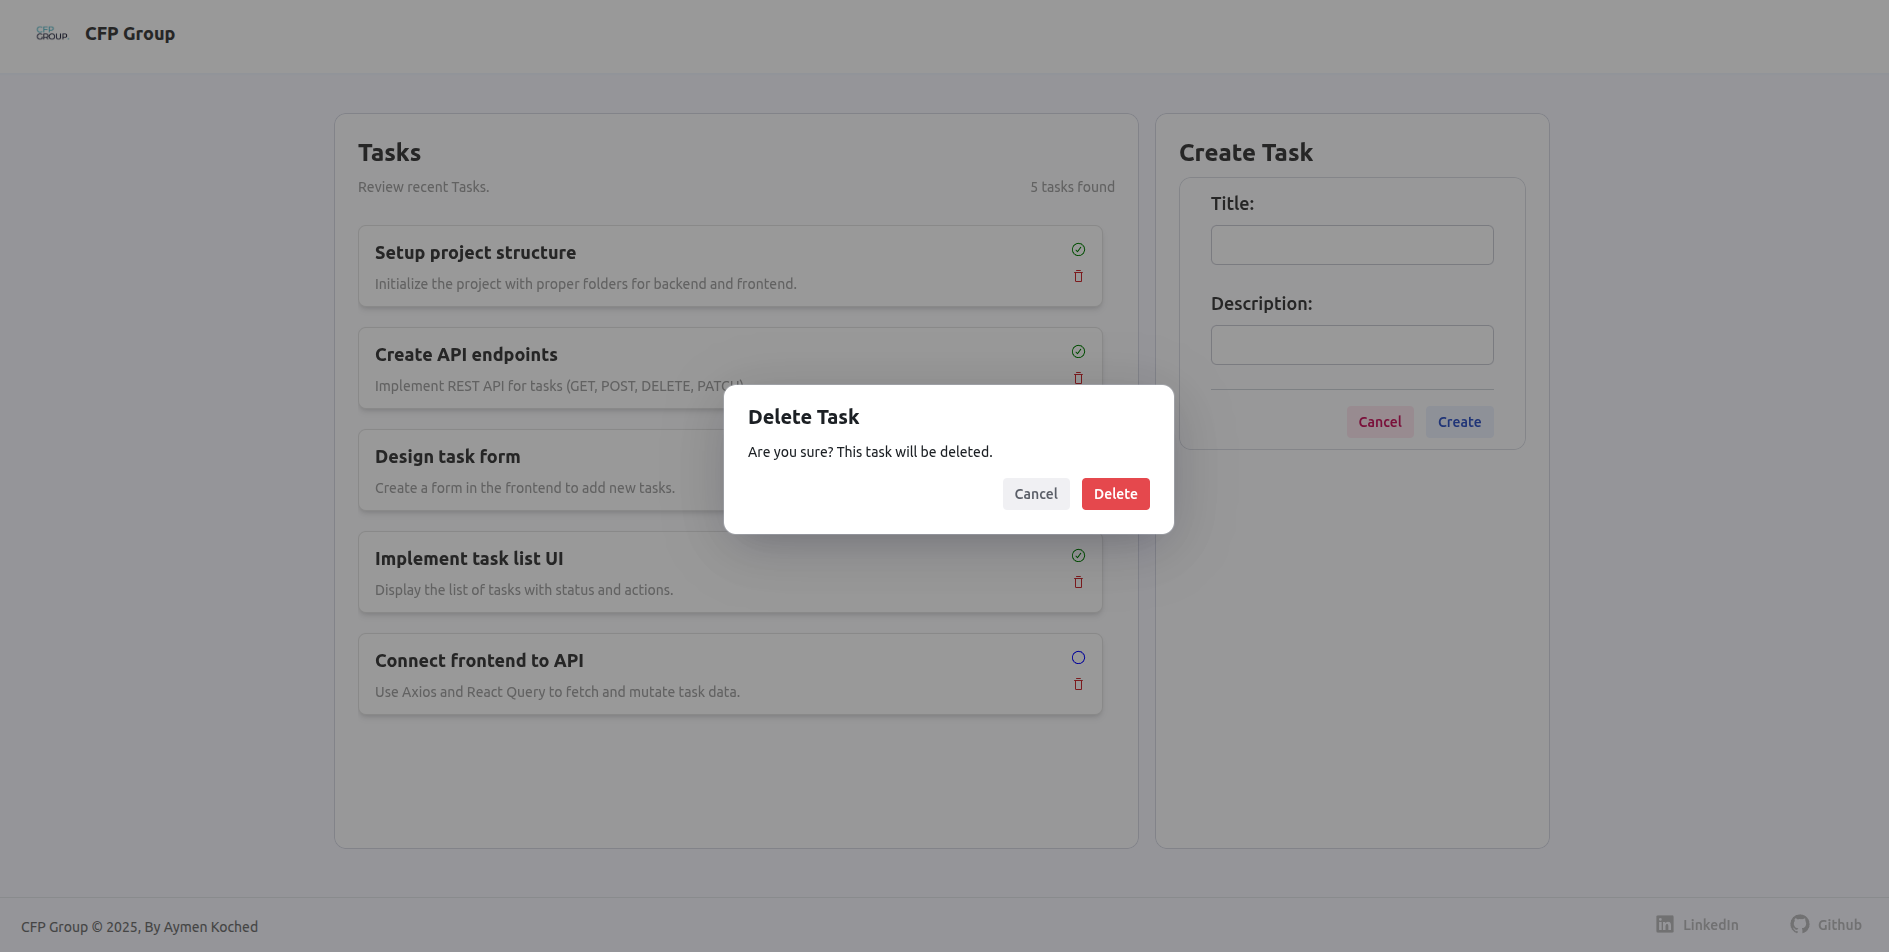 CFP
GROUP
CFP Group
Tasks
Review recent Tasks.
5 tasks found
Setup project structure
Initialize the project with proper folders for backend and frontend.
Create API endpoints
Implement REST API for tasks (GET, POST, DELETE, PATCH).
Design task form
Create a form in the frontend to add new tasks.
Implement task list UI
Display the list of tasks with status and actions.
Connect frontend to API
Use Axios and React Query to fetch and mutate task data.
Create Task
Title:
Description:
Cancel
Create
Delete Task
Are you sure? This task will be deleted.
Cancel
Delete
CFP Group © 2025, By Aymen Koched
LinkedIn
Github